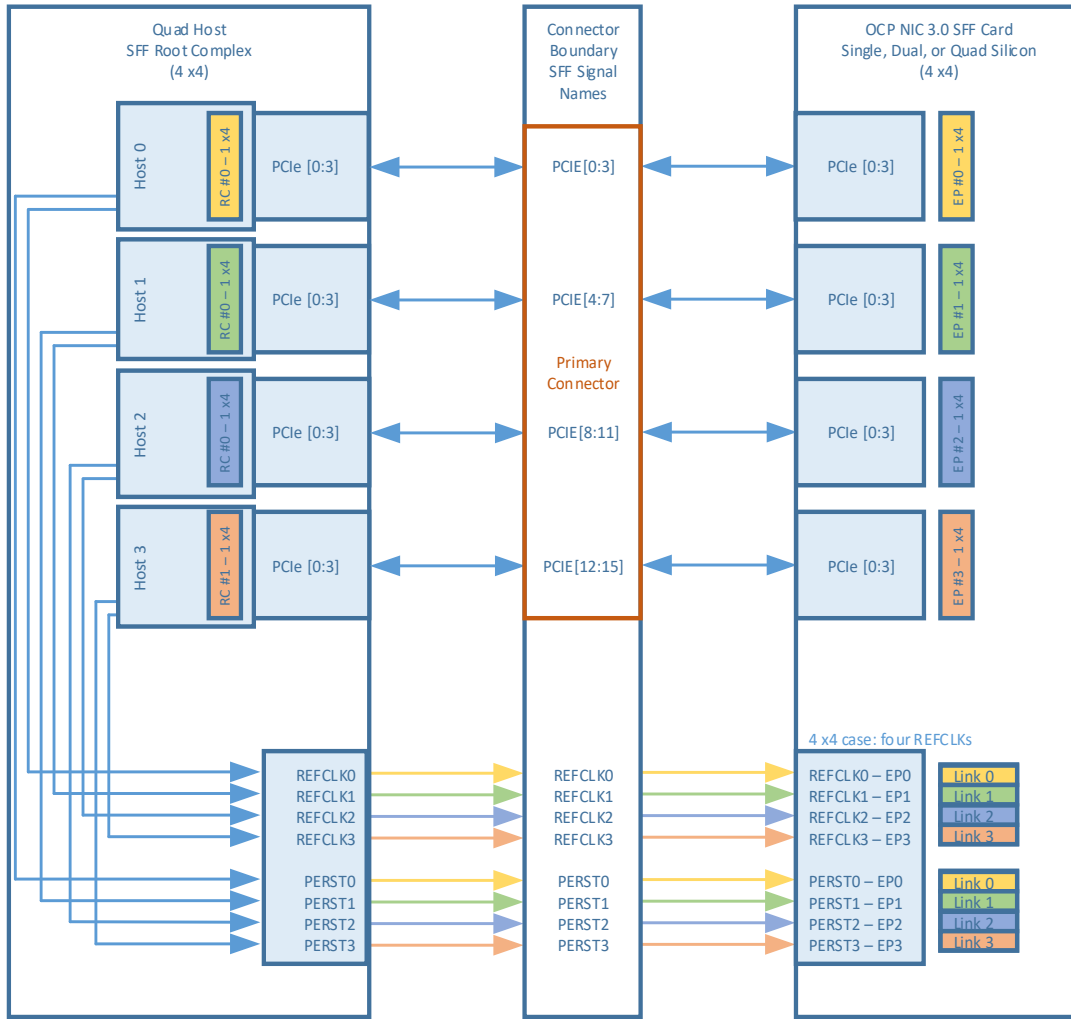 Quad Host
SFF Root Complex
(4 x4)
Connector
Boundary
SFF Signal
Names
OCP NIC 3.0 SFF Card
Single, Dual, or Quad Silicon
(4 x4)
Host 0
RC #0 – 1 x4
PCIe [0:3]
PCIE[0:3]
PCIe [0:3]
EP #0 – 1 x4
Host 1
RC #0 – 1 x4
PCIe [0:3]
PCIE[4:7]
PCIe [0:3]
EP #1 – 1 x4
Primary
Connector
Host 2
RC #0 – 1 x4
PCIe [0:3]
PCIE[8:11]
PCIe [0:3]
EP #2 – 1 x4
Host 3
RC #1 – 1 x4
PCIe [0:3]
PCIE[12:15]
PCIe [0:3]
EP #3 – 1 x4
4 x4 case: four REFCLKs
REFCLK0
REFCLK0
REFCLK0 – EP0
Link 0
REFCLK1
REFCLK1
REFCLK1 – EP1
Link 1
REFCLK2
REFCLK2
REFCLK2 – EP2
Link 2
REFCLK3
REFCLK3
REFCLK3 – EP3
Link 3
PERST0
PERST0
PERST0 – EP0
Link 0
PERST1
PERST1
PERST1 – EP1
Link 1
PERST2
PERST2
PERST2 – EP2
Link 2
PERST3
PERST3
PERST3 – EP3
Link 3